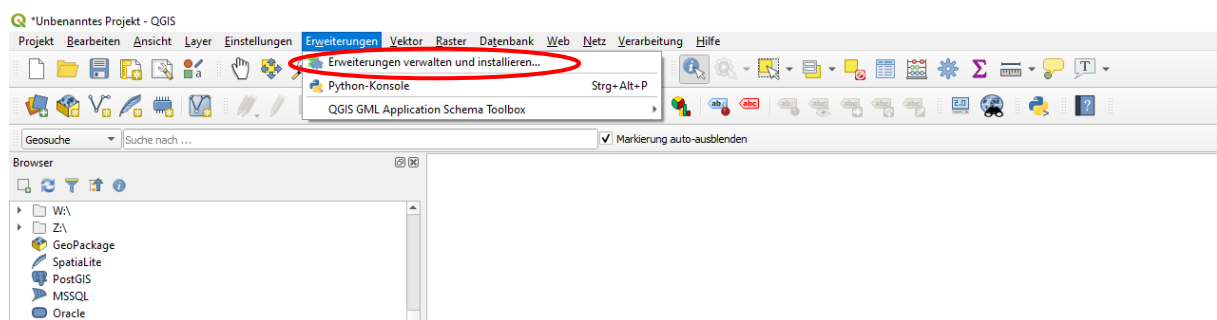 *Unbenanntes Projekt - QGIS
Projekt Bearbeiten Ansicht Layer Einstellungen Erweiterungen Vektor Raster Datenbank Web Netz Verarbeitung Hilfe
Erweiterungen verwalten und installieren...
Python-Konsole Strg+Alt+P
QGIS GML Application Schema Toolbox
Geosuche Suche nach ... Markierung auto-ausblenden
Browser
W:\
Z:\
GeoPackage
SpatiaLite
PostGIS
MSSQL
Oracle